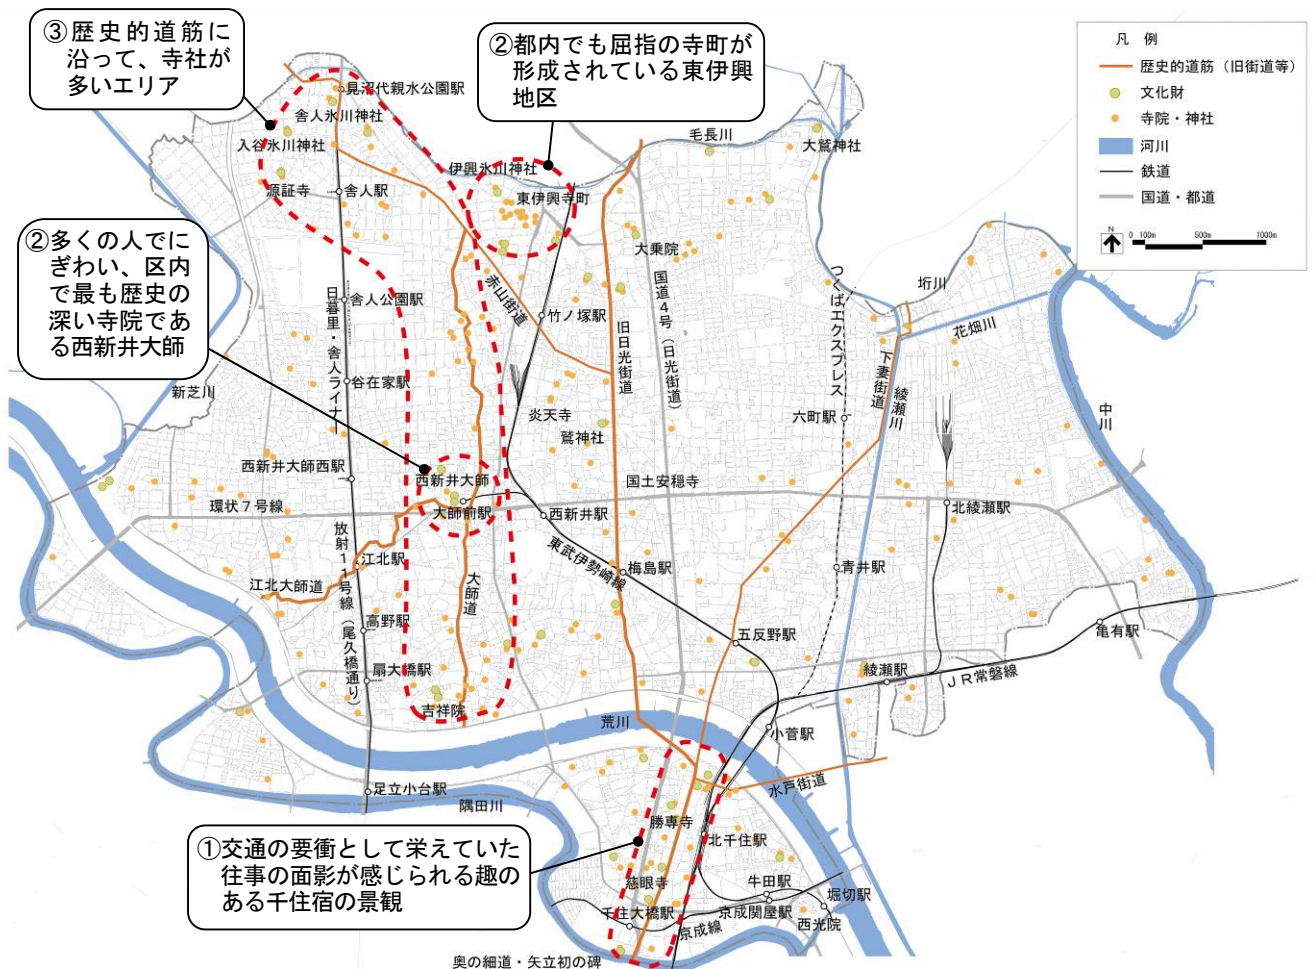 ③歴史的道筋に
沿って、寺社が
多いエリア
②都内でも屈指の寺町が
形成されている東伊興
地区
②多くの人でに
ぎわい、区内
で最も歴史の
深い寺院であ
る西新井大師
①交通の要衝として栄えていた
往事の面影が感じられる趣の
ある千住宿の景観
凡 例
歴史的道筋（旧街道等）
文化財
寺院・神社
河川
鉄道
国道・都道
N
0 100m 500m 1000m
見沼代親水公園駅
舎人氷川神社
入谷氷川神社
源証寺
舎人駅
伊興氷川神社
東伊興寺町
毛長川
大鷲神社
大乗院
国道４号（日光街道）
旧日光街道
赤山街道
竹ノ塚駅
舎人公園駅
日暮里・舎人ライナー
谷在家駅
新芝川
つくばエクスプレス
垳川
花畑川
下妻街道
綾瀬川
中川
六町駅
炎天寺
鷲神社
西新井大師西駅
西新井大師
大師前駅
環状７号線
国土安穏寺
西新井駅
北綾瀬駅
放射１１号線（尾久橋通り）
江北駅
江北大師道
大師道
東武伊勢崎線
梅島駅
青井駅
高野駅
五反野駅
亀有駅
扇大橋駅
綾瀬駅
ＪＲ常磐線
吉祥院
荒川
小菅駅
足立小台駅
隅田川
水戸街道
勝専寺
北千住駅
慈眼寺
牛田駅
堀切駅
千住大橋駅
京成関屋駅
京成線
西光院
奥の細道・矢立初の碑